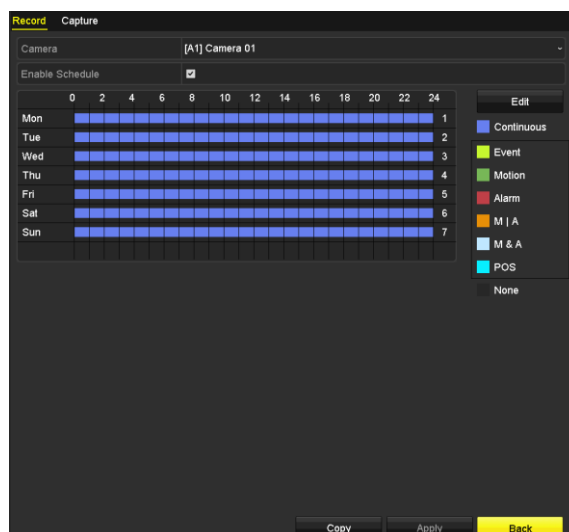 Record Capture
Camera [A1] Camera 01
Enable Schedule
0 2 4 6 8 10 12 14 16 18 20 22 24
Edit
Mon 1
Continuous
Tue 2
Event
Wed 3
Motion
Thu 4
Alarm
Fri 5
M | A
Sat 6
M & A
Sun 7
POS
None
Copy Apply Back